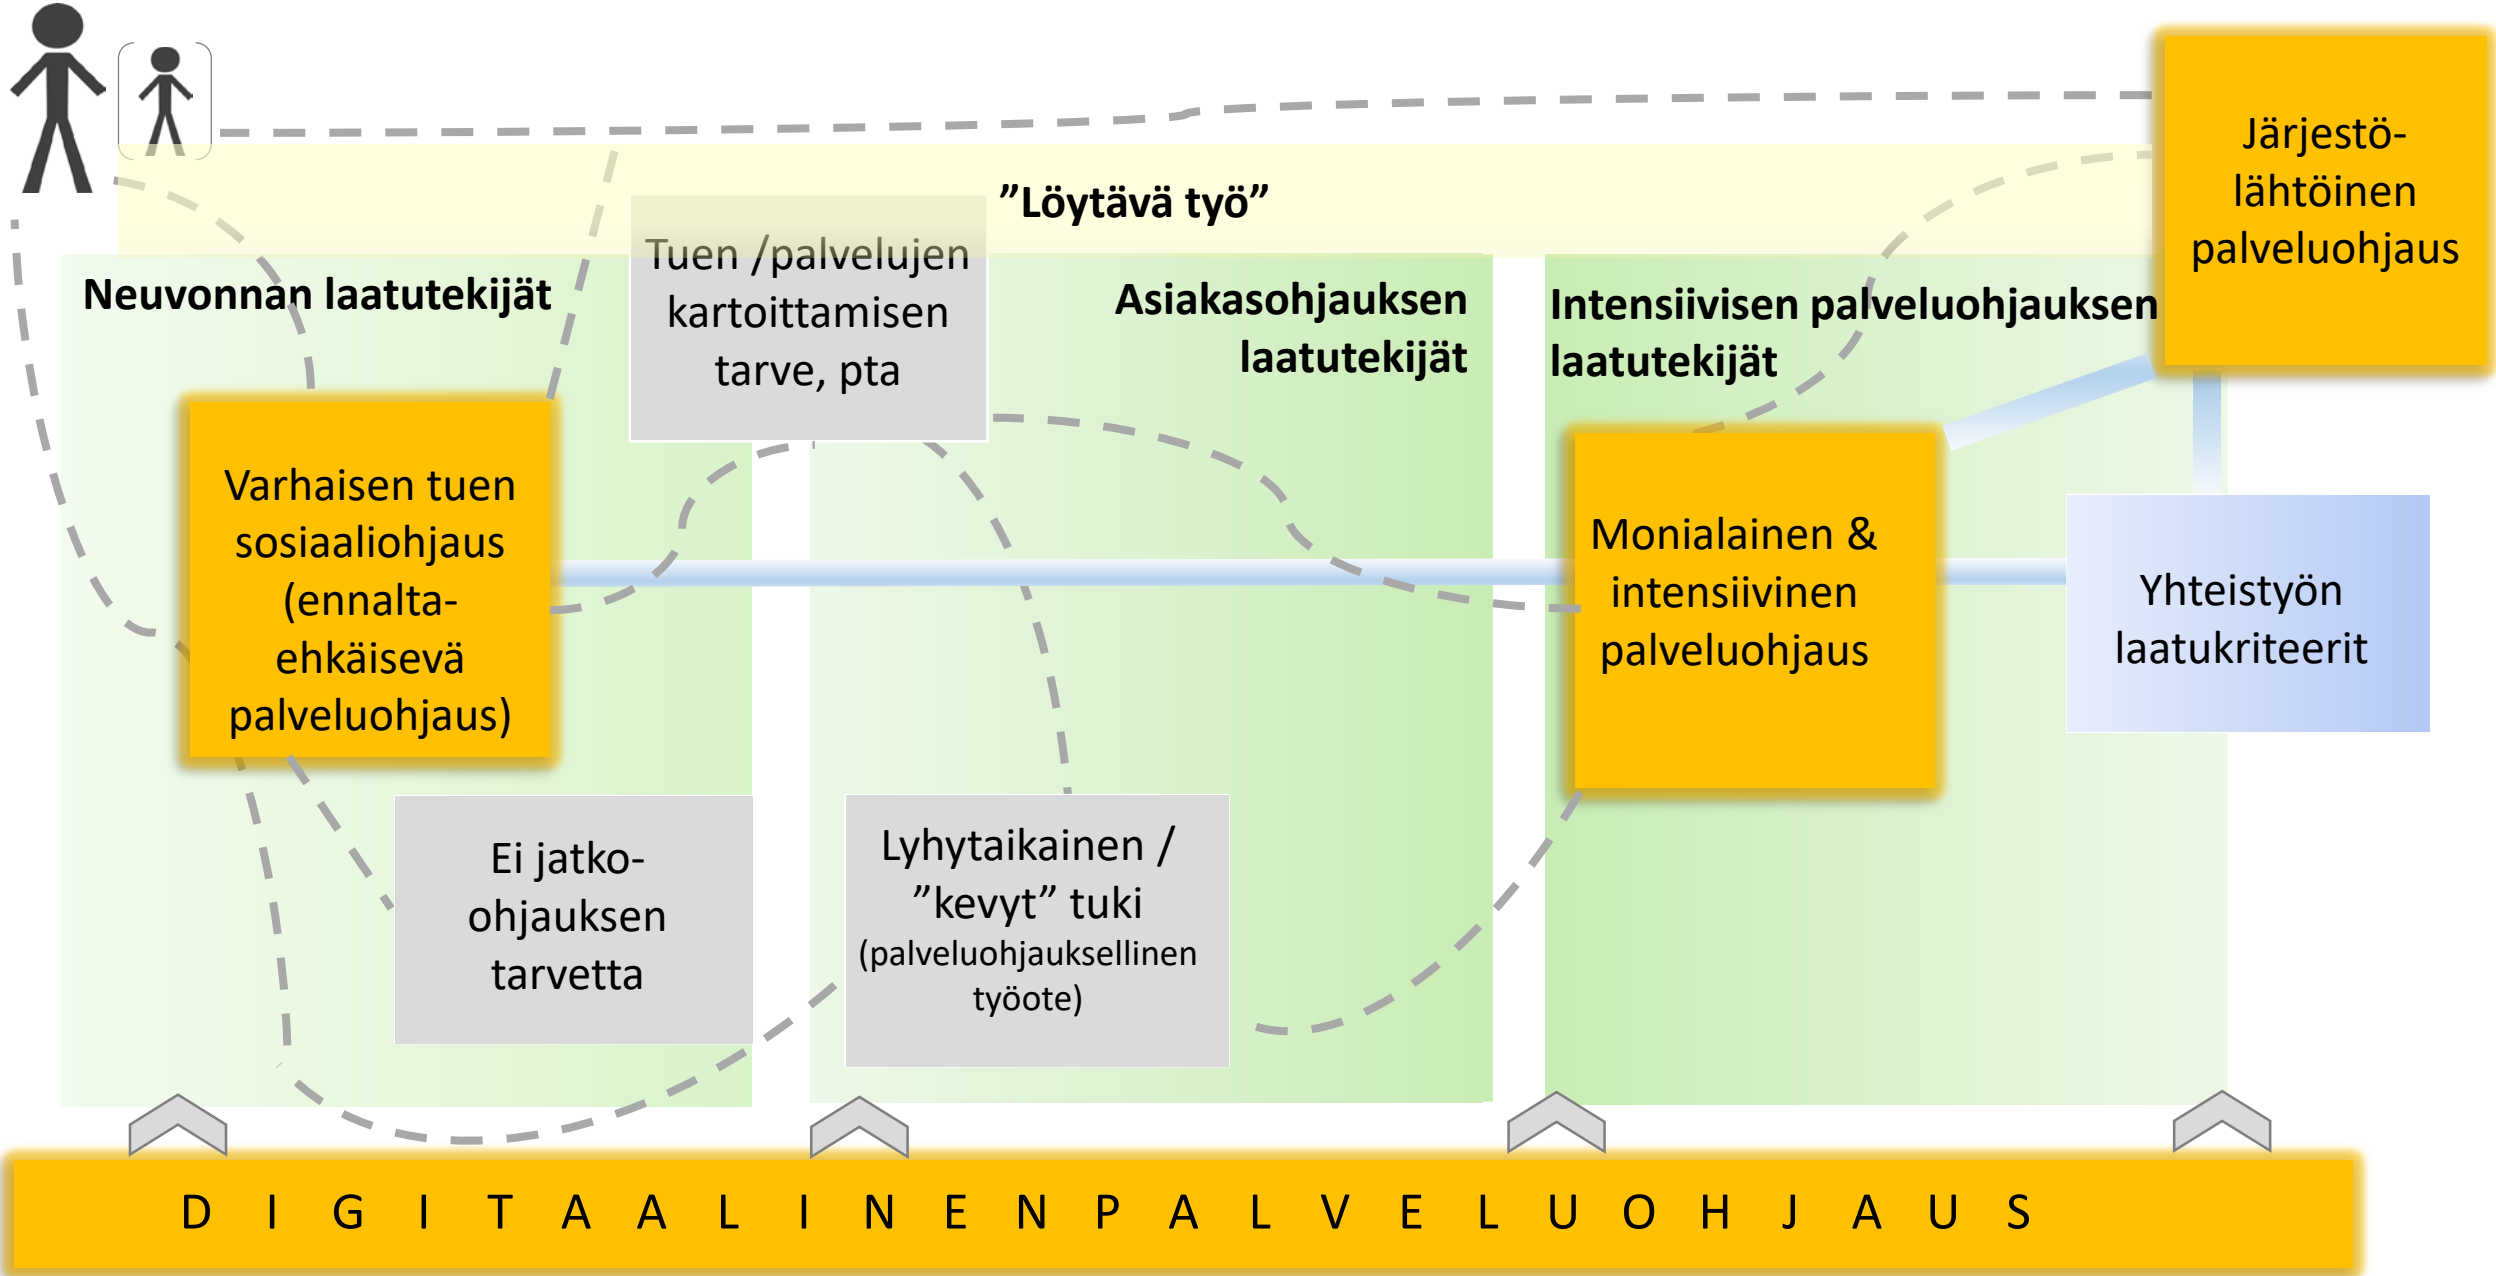 ”Löytävä työ”
Järjestö-
lähtöinen
palveluohjaus
Neuvonnan laatutekijät
Tuen /palvelujen
kartoittamisen
tarve, pta
Asiakasohjauksen
laatutekijät
Intensiivisen palveluohjauksen
laatutekijät
Varhaisen tuen
sosiaaliohjaus
(ennalta-
ehkäisevä
palveluohjaus)
Monialainen &
intensiivinen
palveluohjaus
Yhteistyön
laatukriteerit
Ei jatko-
ohjauksen
tarvetta
Lyhytaikainen /
”kevyt” tuki
(palveluohjauksellinen
työote)
D I G I T A A L I N E N P A L V E L U O H J A U S